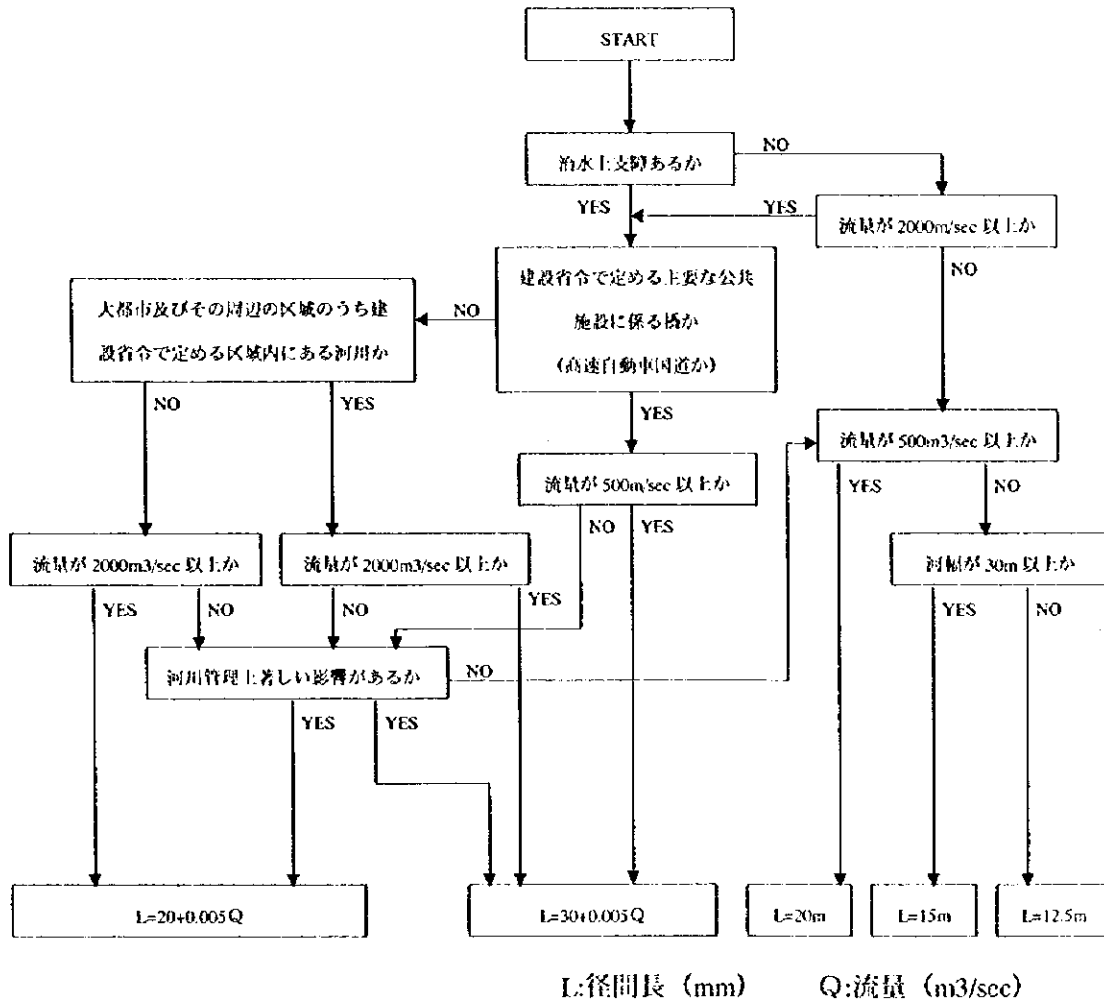 START
治水上支障あるか
NO
YES
YES
流量が 2000m/sec 以上か
NO
建設省令で定める主要な公共
施設に係る橋か
(高速自動車国道か)
NO
大都市及びその周辺の区域のうち建
設省令で定める区域内にある河川か
NO
YES
YES
流量が 500m3/sec 以上か
流量が 500m/sec 以上か
YES
NO
NO
YES
流量が 2000m3/sec 以上か
流量が 2000m3/sec 以上か
河幅が 30m 以上か
YES
NO
NO
YES
YES
NO
河川管理上著しい影響があるか
NO
YES
YES
L=20+0.005Q
L=30+0.005Q
L=20m
L=15m
L=12.5m
L:径間長 (mm)
Q:流量 (m3/sec)